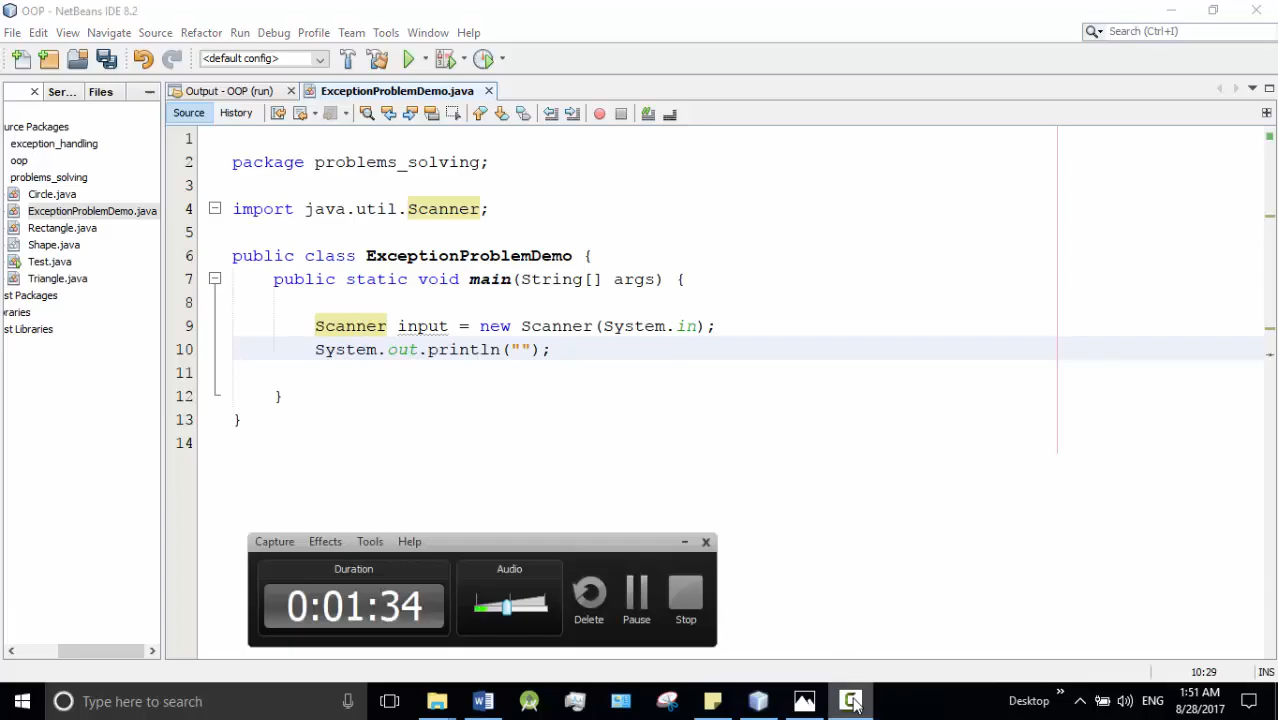 OOP - NetBeans IDE 8.2
File Edit View Navigate Source Refactor Run Debug Profile Team Tools Window Help
Search (Ctrl+I)
<default config>
Ser... Files
Output - OOP (run) ExceptionProblemDemo.java
Source History
urce Packages
exception_handling
oop
problems_solving
Circle.java
ExceptionProblemDemo.java
Rectangle.java
Shape.java
Test.java
Triangle.java
st Packages
raries
st Libraries
1
2 package problems_solving;
3
4 import java.util.Scanner;
5
6 public class ExceptionProblemDemo {
7 public static void main(String[] args) {
8
9 Scanner input = new Scanner(System.in);
10 System.out.println("");
11
12 }
13 }
14
Capture Effects Tools Help
Duration
0:01:34
Audio
Delete Pause Stop
10:29 INS
Type here to search
Desktop
ENG
1:51 AM
8/28/2017